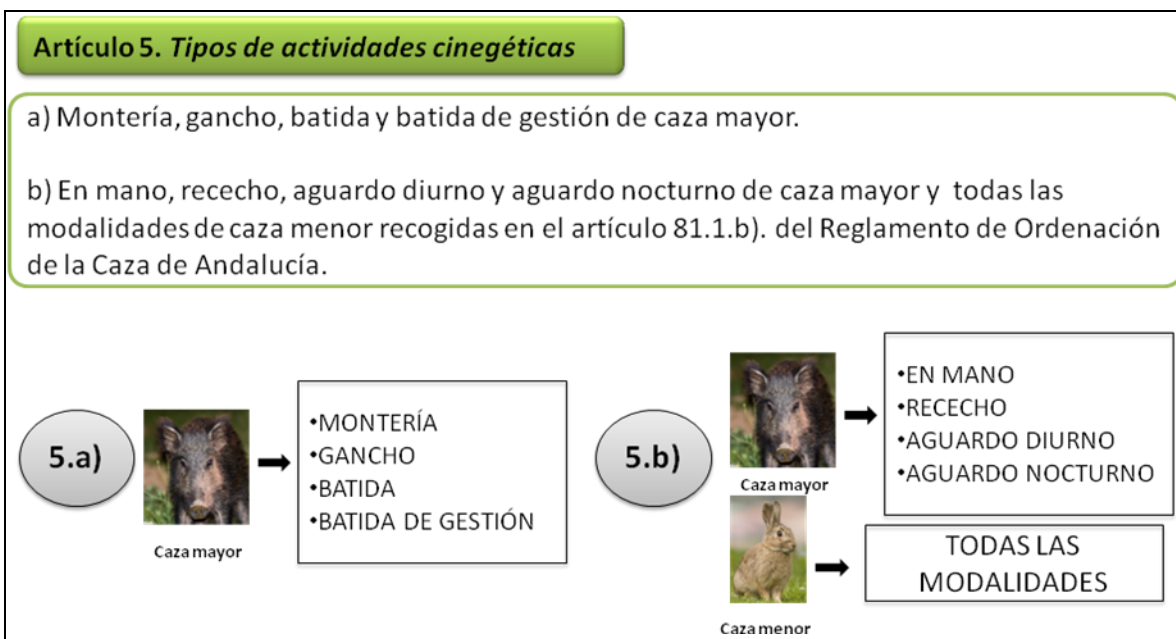 Artículo 5. Tipos de actividades cinegéticas
a) Montería, gancho, batida y batida de gestión de caza mayor.
b) En mano, rececho, aguardo diurno y aguardo nocturno de caza mayor y todas las
modalidades de caza menor recogidas en el artículo 81.1.b). del Reglamento de Ordenación
de la Caza de Andalucía.
5.a)
Caza mayor
•MONTERÍA
•GANCHO
•BATIDA
•BATIDA DE GESTIÓN
5.b)
Caza mayor
•EN MANO
•RECECHO
•AGUARDO DIURNO
•AGUARDO NOCTURNO
Caza menor
TODAS LAS
MODALIDADES